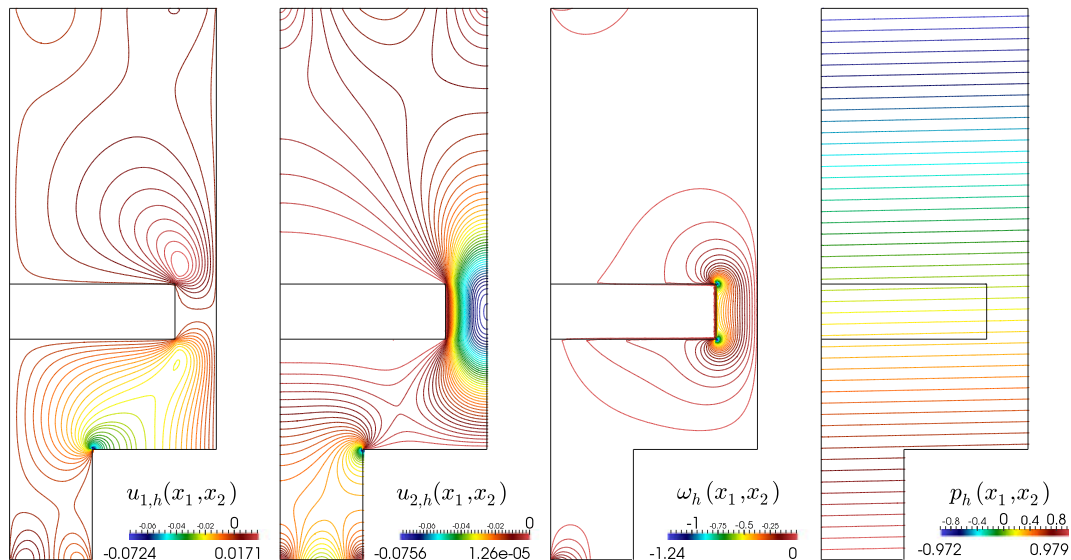 u₁,ₕ(x₁,x₂)
-0.06 -0.04 -0.02 0
-0.0724 0.0171
u₂,ₕ(x₁,x₂)
-0.06 -0.04 -0.02 0
-0.0756 1.26e-05
ωₕ(x₁,x₂)
-1 -0.75 -0.5 -0.25
-1.24 0
pₕ(x₁,x₂)
-0.8 -0.4 0 0.4 0.8
-0.972 0.979